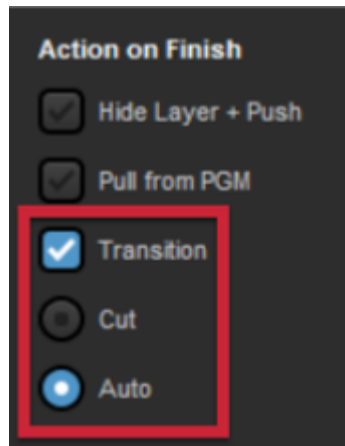 Action on Finish
Hide Layer + Push
Pull from PGM
Transition
Cut
Auto